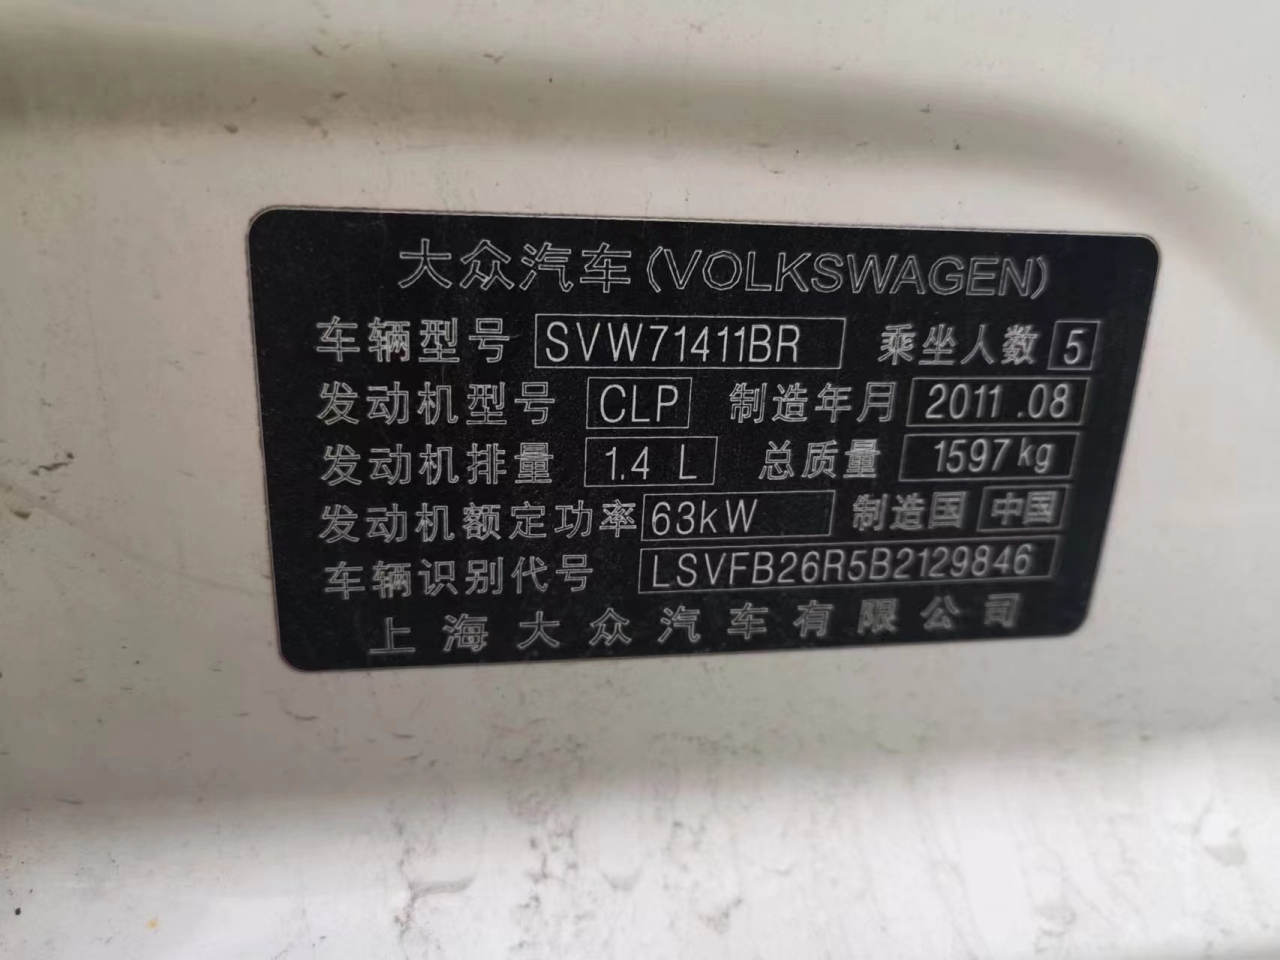 大众汽车(VOLKSWAGEN)
车辆型号 SVW71411BR 乘坐人数 5
发动机型号 CLP 制造年月 2011.08
发动机排量 1.4 L 总质量 1597kg
发动机额定功率 63kW 制造国 中国
车辆识别代号 LSVFB26R5B2129846
上海大众汽车有限公司